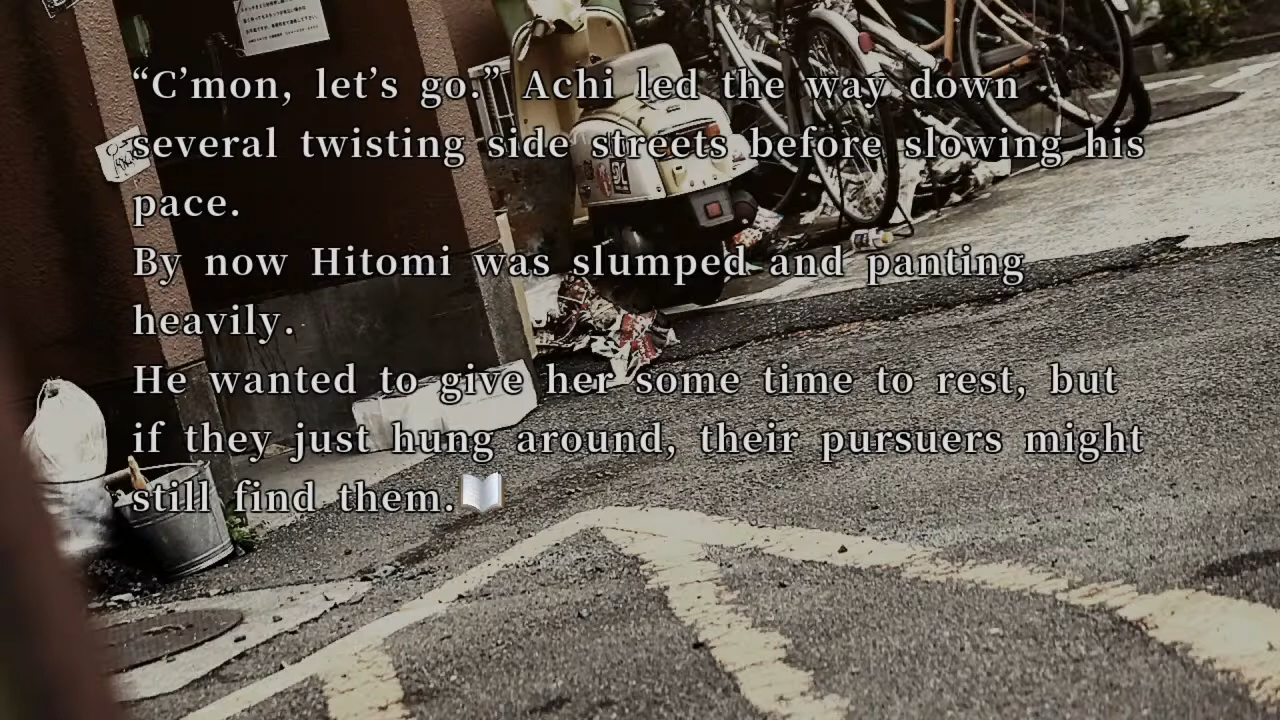 “C’mon, let’s go.” Achi led the way down
several twisting side streets before slowing his
pace.
By now Hitomi was slumped and panting
heavily.
He wanted to give her some time to rest, but
if they just hung around, their pursuers might
still find them.